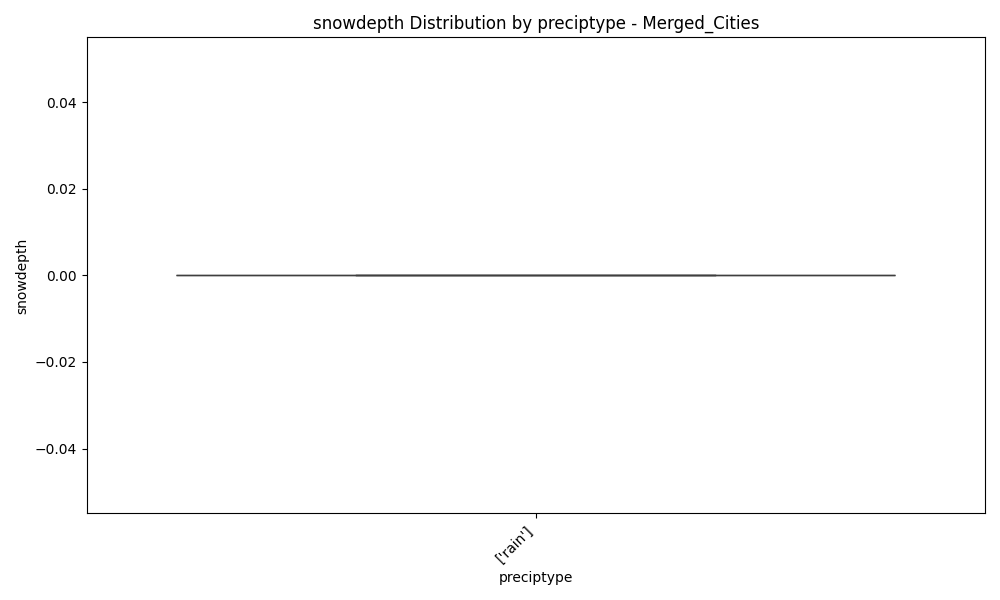 snowdepth Distribution by preciptype - Merged_Cities
0.04
0.02
0.00
−0.02
−0.04
snowdepth
['rain']
preciptype